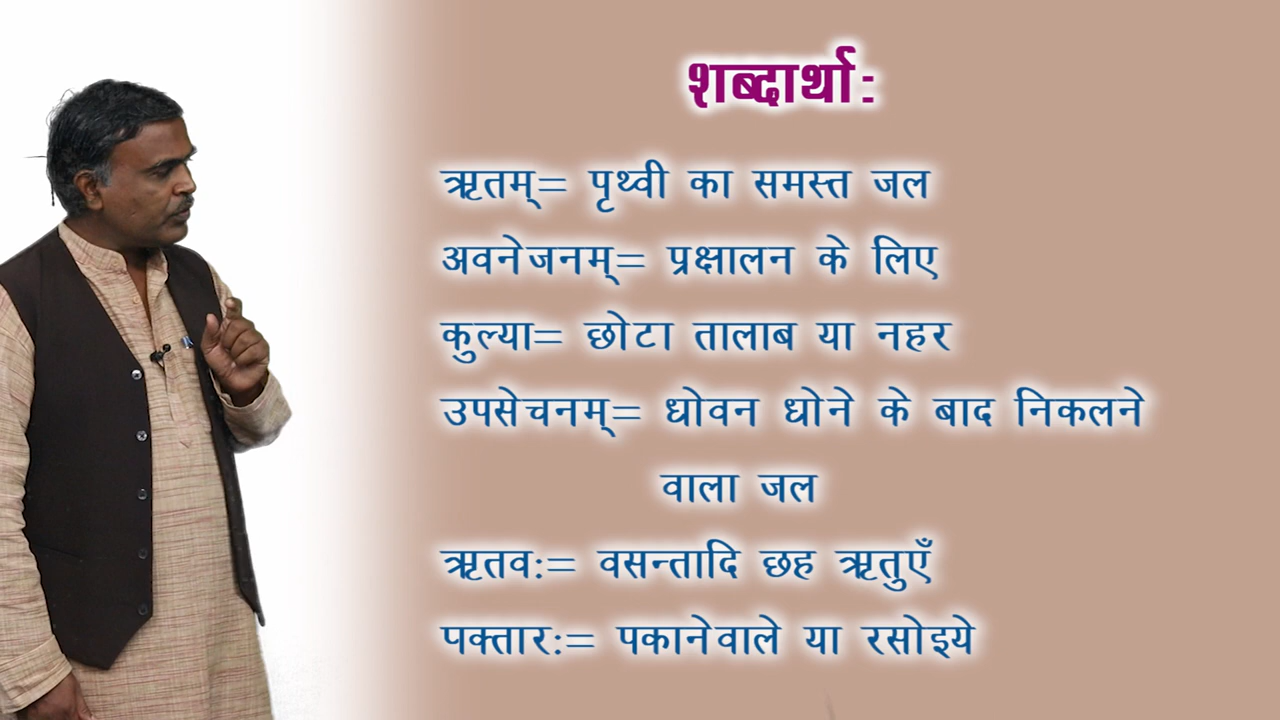 शब्दार्था:
ऋतम्= पृथ्वी का समस्त जल
अवनेजनम्= प्रक्षालन के लिए
कुल्या= छोटा तालाब या नहर
उपसेचनम्= धोवन धोने के बाद निकलने
वाला जल
ऋतव:= वसन्तादि छह ऋतुएँ
पक्तार:= पकानेवाले या रसोइये